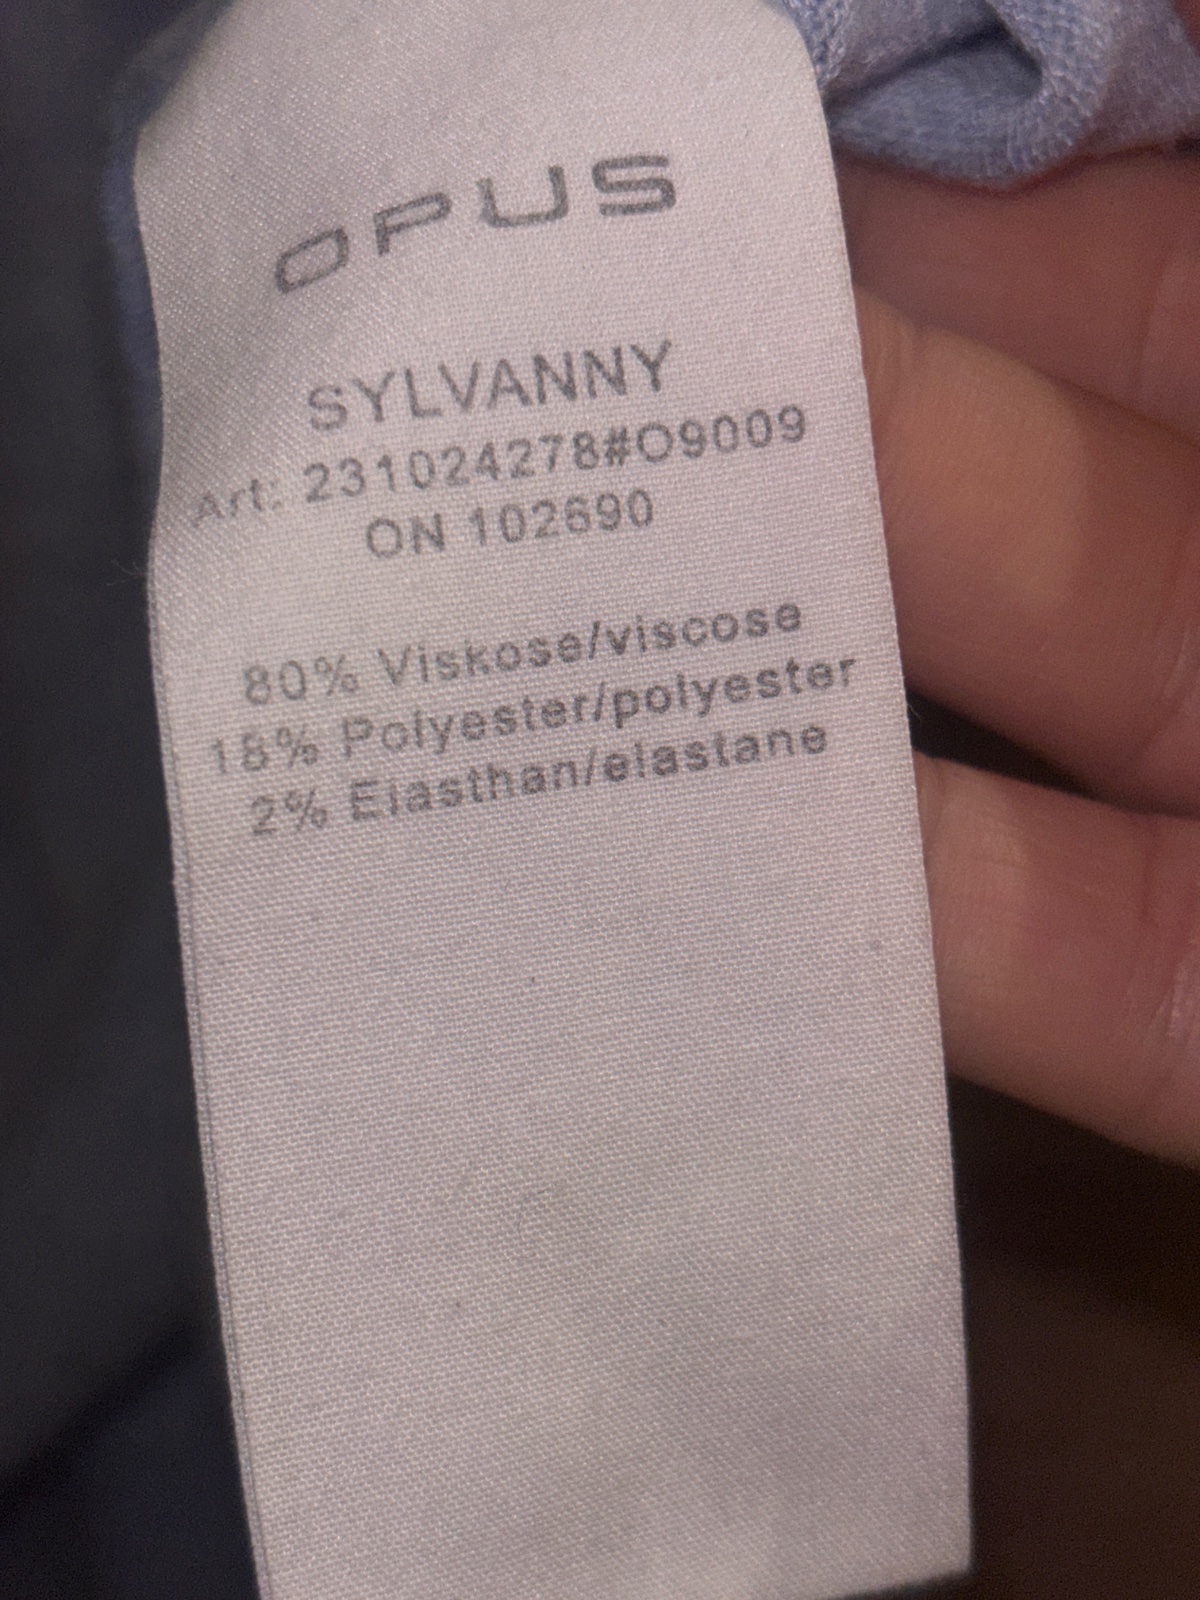 OPUS
SYLVANNY
Art: 231024278#O9009
ON 102690
80% Viskose/viscose
18% Polyester/polyester
2% Elasthan/elastane